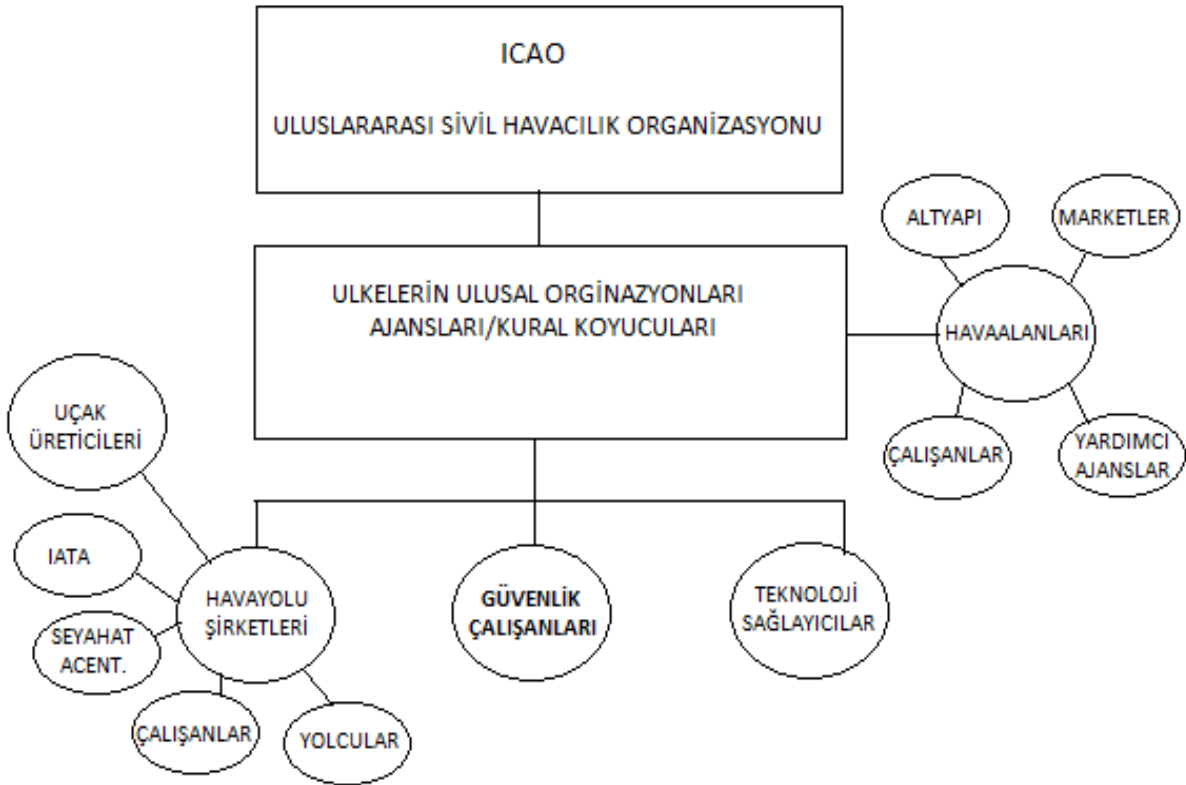 ICAO
ULUSLARARASI SİVİL HAVACILIK ORGANİZASYONU
ALTYAPI
MARKETLER
ULKELERİN ULUSAL ORGİNAZYONLARI
AJANSLARI/KURAL KOYUCULARI
HAVAALANLARI
ÇALIŞANLAR
YARDIMCI
AJANSLAR
UÇAK
ÜRETİCİLERİ
IATA
SEYAHAT
ACENT.
HAVAYOLU
ŞİRKETLERİ
ÇALIŞANLAR
YOLCULAR
GÜVENLİK
ÇALIŞANLARI
TEKNOLOJİ
SAĞLAYICILAR